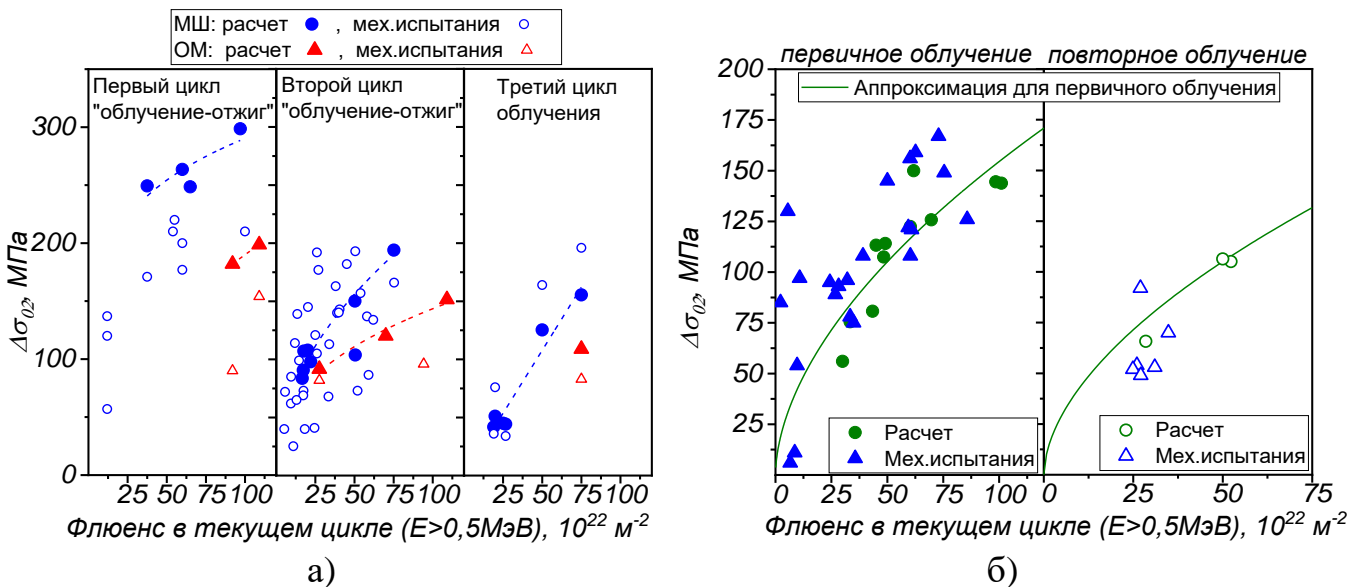 МШ: расчет , мех.испытания
ОМ: расчет , мех.испытания
Первый цикл
"облучение-отжиг"
Второй цикл
"облучение-отжиг"
Третий цикл
облучения
300
200
100
0
Δσ02, МПа
25 50 75 100
25 50 75 100
25 50 75 100
Флюенс в текущем цикле (E>0,5МэВ), 10²² м⁻²
а)
первичное облучение
повторное облучение
Аппроксимация для первичного облучения
200
175
150
125
100
75
50
25
Δσ02, МПа
Расчет
Мех.испытания
Расчет
Мех.испытания
0 25 50 75 100
0 25 50 75
Флюенс в текущем цикле (E>0,5МэВ), 10²² м⁻²
б)